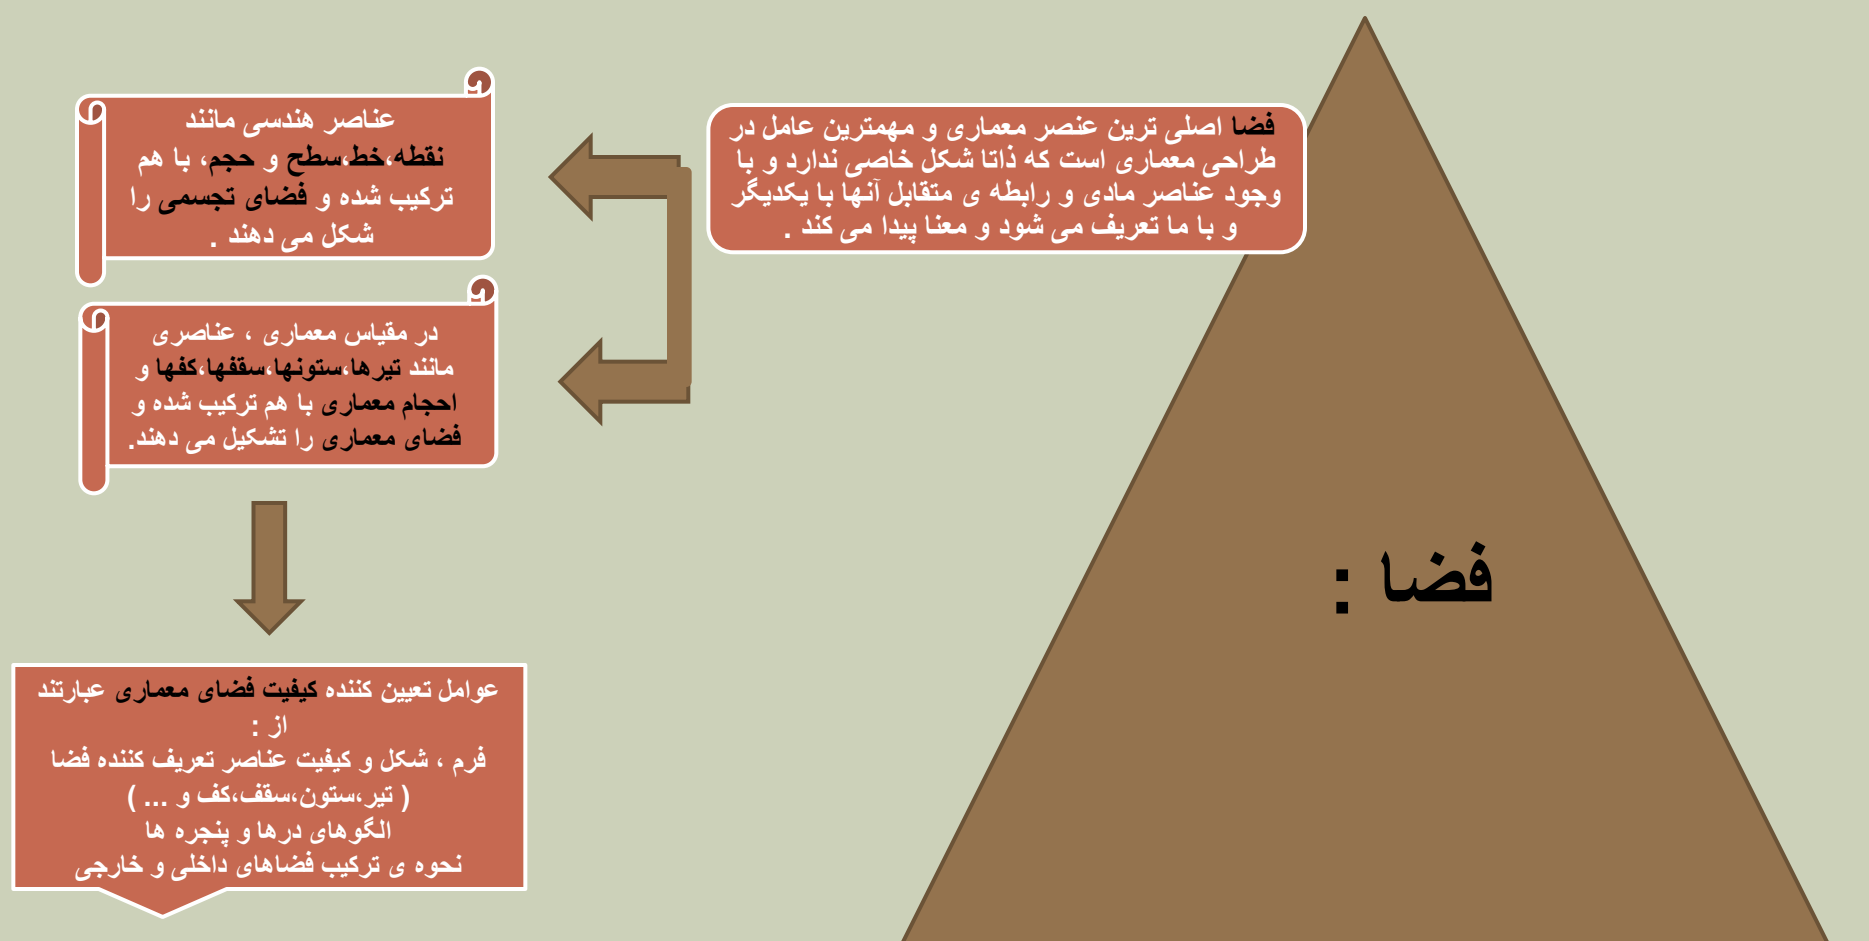 فضا :
فضا اصلی ترین عنصر معماری و مهمترین عامل در
طراحی معماری است که ذاتا شکل خاصی ندارد و با
وجود عناصر مادی و رابطه ی متقابل آنها با یکدیگر
و با ما تعریف می شود و معنا پیدا می کند .
عناصر هندسی مانند
نقطه،خط،سطح و حجم، با هم
ترکیب شده و فضای تجسمی را
شکل می دهند .
در مقیاس معماری ، عناصری
مانند تیرها،ستونها،سقفها،کفها و
احجام معماری با هم ترکیب شده و
فضای معماری را تشکیل می دهند.
عوامل تعیین کننده کیفیت فضای معماری عبارتند
از :
فرم ، شکل و کیفیت عناصر تعریف کننده فضا
( تیر،ستون،سقف،کف و ... )
الگوهای درها و پنجره ها
نحوه ی ترکیب فضاهای داخلی و خارجی